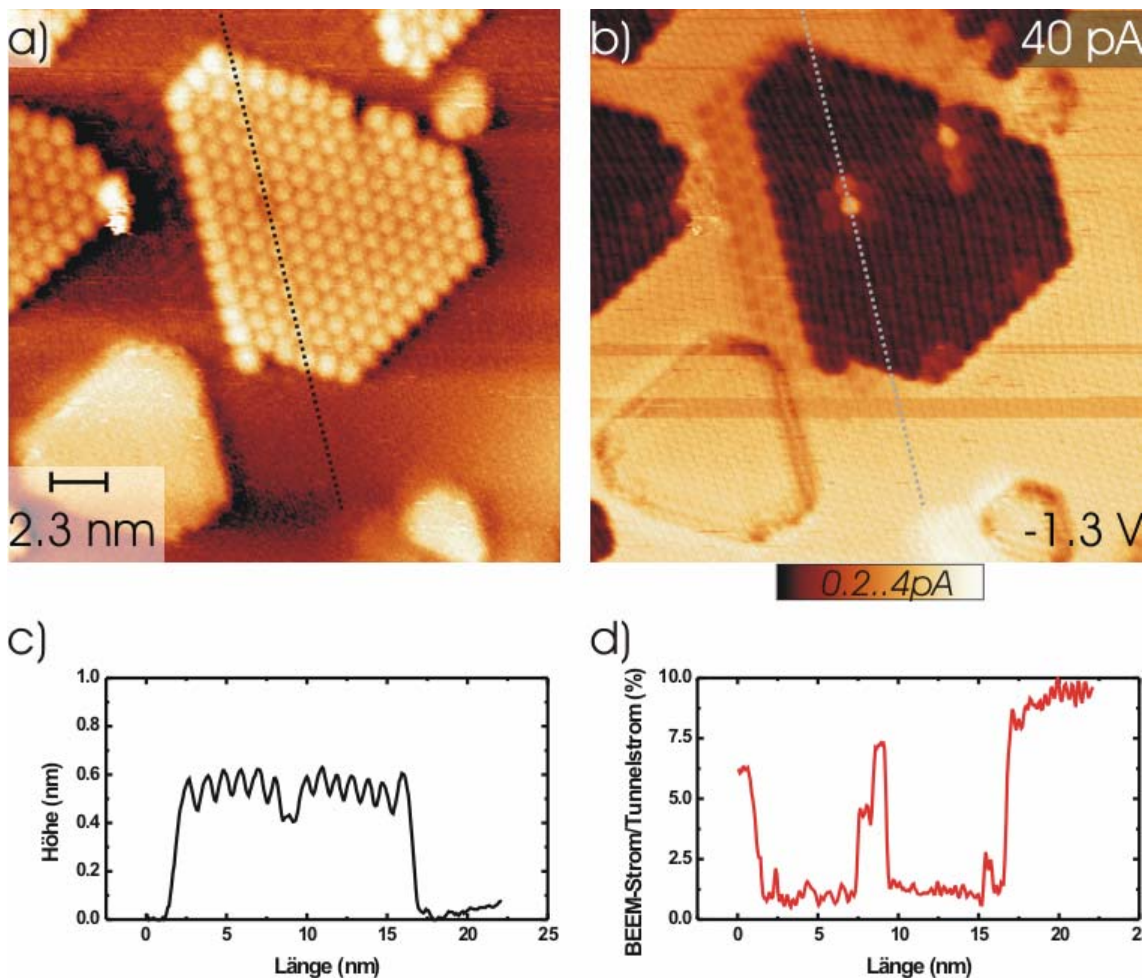 a)
2.3 nm
b)
40 pA
-1.3 V
0.2..4pA
c)
Höhe (nm)
1.0
0.8
0.6
0.4
0.2
0.0
0 5 10 15 20 25
Länge (nm)
d)
BEEM-Strom/Tunnelstrom (%)
10.0
7.5
5.0
2.5
0.0
0 5 10 15 20 25
Länge (nm)